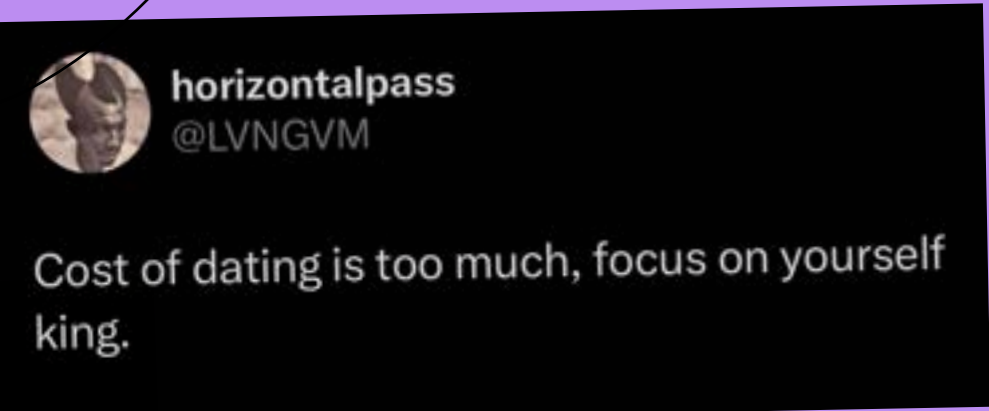 horizontalpass
@LVNGVM
Cost of dating is too much, focus on yourself
king.